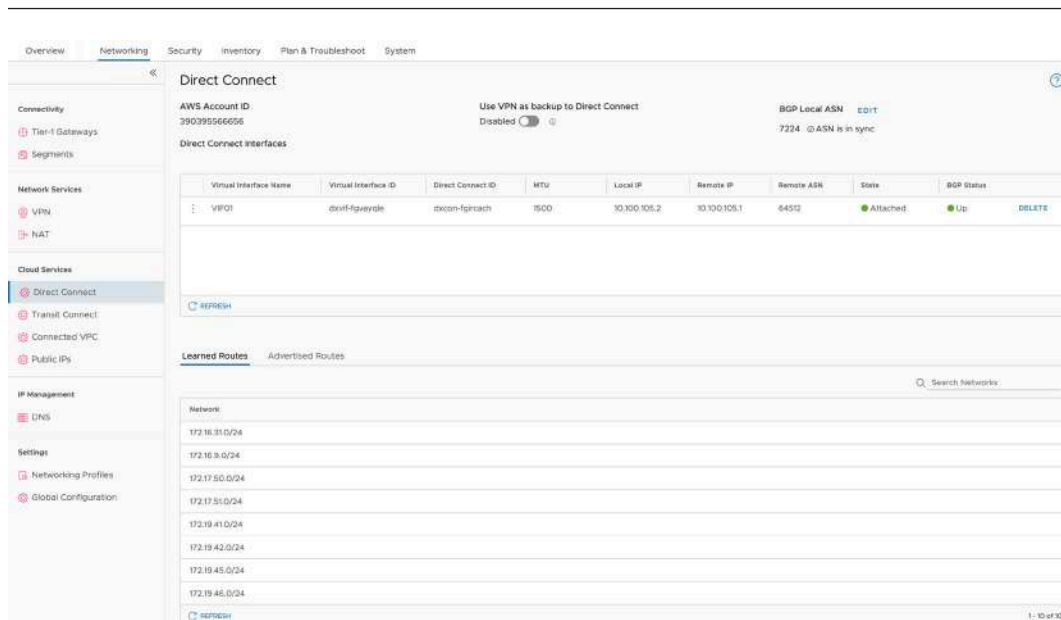 Overview Networking Security Inventory Plan & Troubleshoot System
«
Direct Connect
AWS Account ID
390395566656
Use VPN as backup to Direct Connect
Disabled
BGP Local ASN EDIT
7224 ASN is in sync
Direct Connect Interfaces
Connectivity
Tier-1 Gateways
Segments
Network Services
VPN
NAT
Cloud Services
Direct Connect
Transit Connect
Connected VPC
Public IPs
IP Management
DNS
Settings
Networking Profiles
Global Configuration
Virtual Interface Name Virtual Interface ID Direct Connect ID MTU Local IP Remote IP Remote ASN State BGP Status
VIF01 1500 10.100.105.2 10.100.105.1 64512 Attached Up DELETE
REFRESH
Learned Routes Advertised Routes
Search Networks
Network
172.16.31.0/24
172.16.9.0/24
172.17.50.0/24
172.17.51.0/24
172.19.41.0/24
172.19.42.0/24
172.19.45.0/24
172.19.46.0/24
REFRESH
1 - 10 of 10